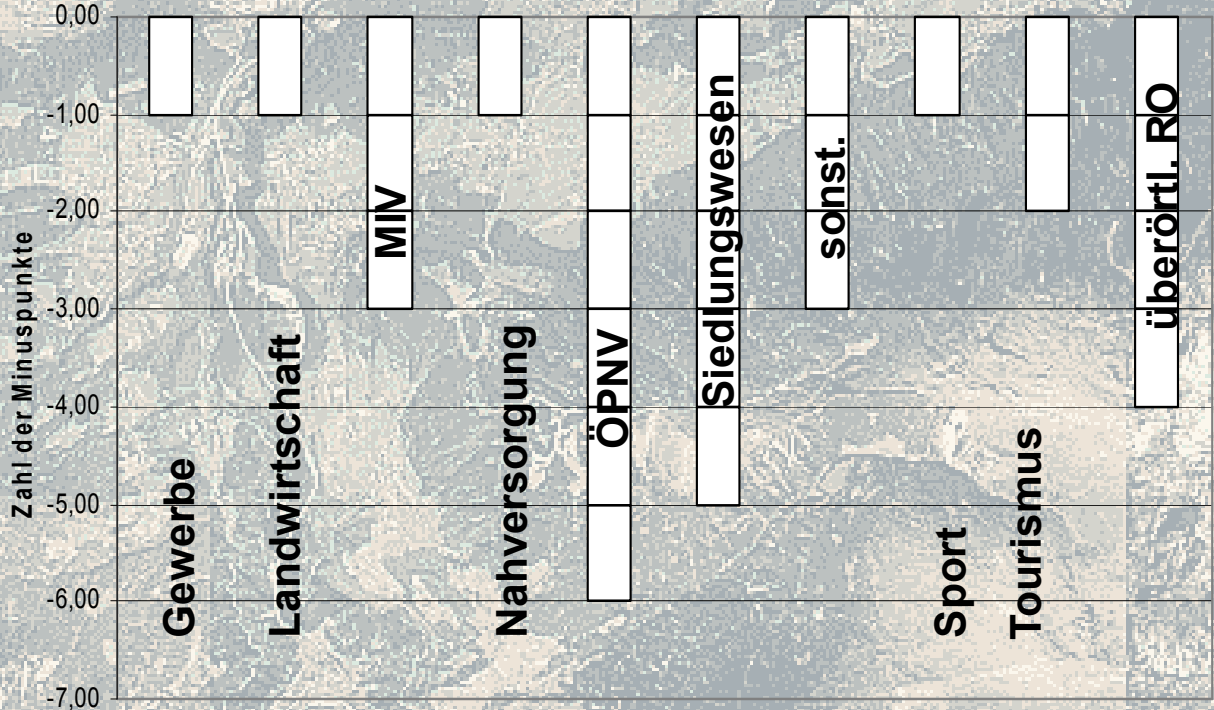 0,00
-1,00
-2,00
-3,00
-4,00
-5,00
-6,00
-7,00
Zahl der Minuspunkte
Gewerbe
Landwirtschaft
MIV
Nahversorgung
ÖPNV
Siedlungswesen
sonst.
Sport
Tourismus
überörtl. RO